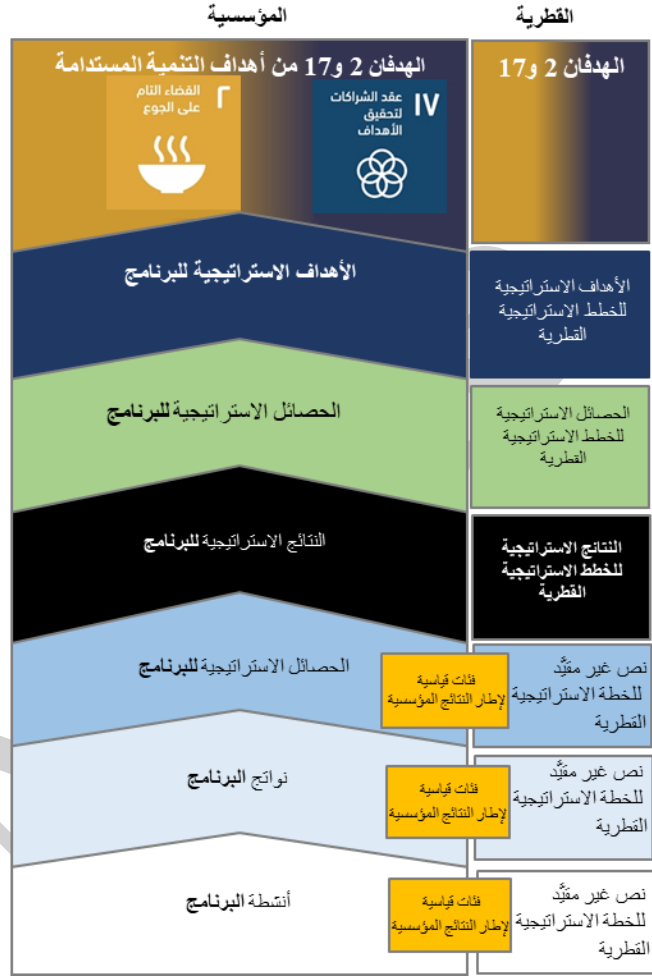 المؤسسية
القطرية
الهدفان 2 و17 من أهداف التنمية المستدامة
٢
القضاء التام
على الجوع
١٧
عقد الشراكات
لتحقيق
الأهداف
الهدفان 2 و17
الأهداف الاستراتيجية للبرنامج
الأهداف الاستراتيجية
للخطط الاستراتيجية
القطرية
الحصائل الاستراتيجية للبرنامج
الحصائل الاستراتيجية
للخطط الاستراتيجية
القطرية
النتائج الاستراتيجية للبرنامج
النتائج الاستراتيجية
للخطط الاستراتيجية
القطرية
الحصائل الاستراتيجية للبرنامج
فئات قياسية
لإطار النتائج المؤسسية
نص غير مقيَّد
للخطة الاستراتيجية
القطرية
نواتج البرنامج
فئات قياسية
لإطار النتائج المؤسسية
نص غير مقيَّد
للخطة الاستراتيجية
القطرية
أنشطة البرنامج
فئات قياسية
لإطار النتائج المؤسسية
نص غير مقيَّد
للخطة الاستراتيجية
القطرية